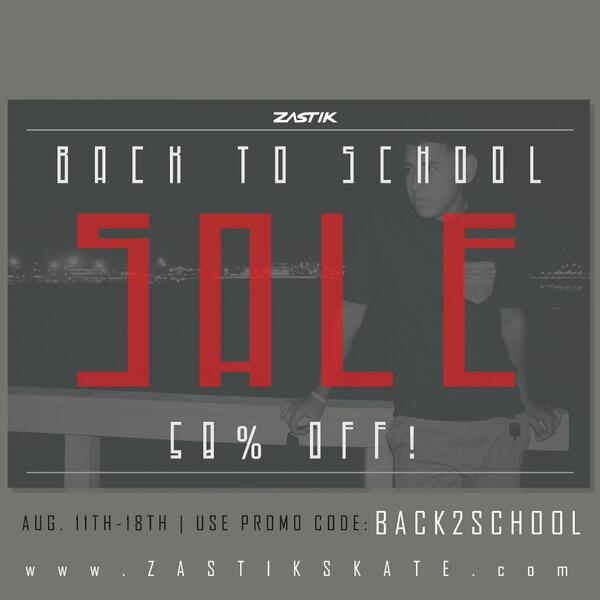 ZASTIK
BACK TO SCHOOL
SALE
50% OFF!
AUG. 11TH-18TH | USE PROMO CODE: BACK2SCHOOL
www.ZASTIKSKATE.com